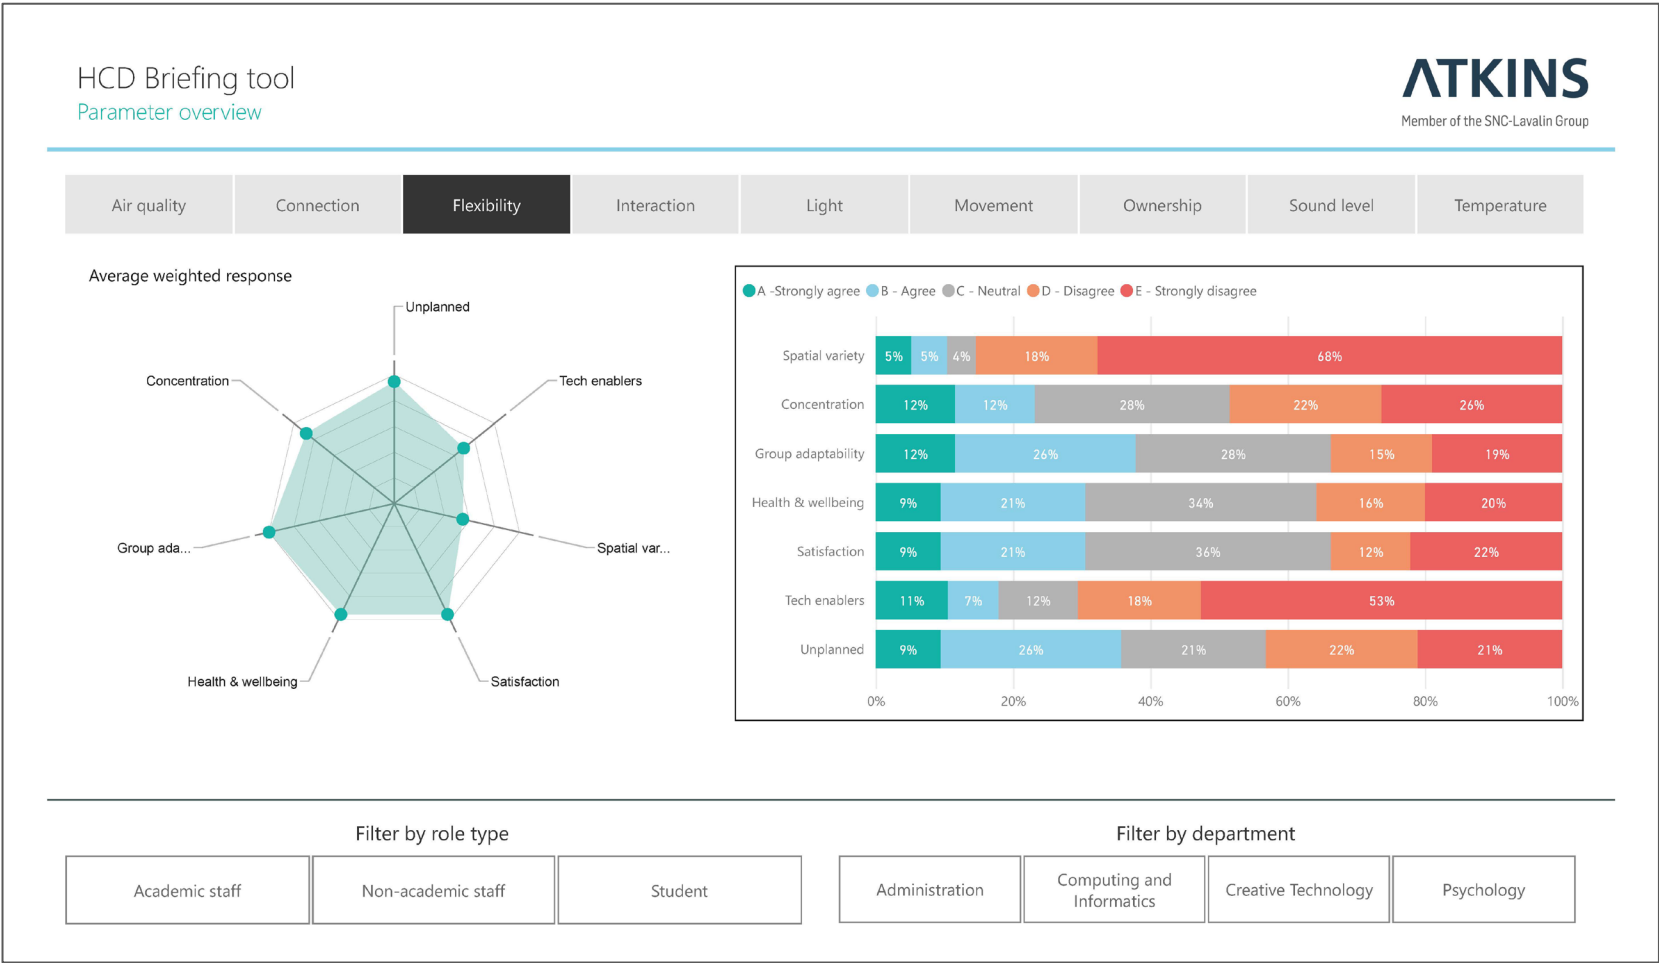 HCD Briefing tool
Parameter overview
ATKINS
Member of the SNC-Lavalin Group
Air quality
Connection
Flexibility
Interaction
Light
Movement
Ownership
Sound level
Temperature
Average weighted response
Unplanned
Concentration
Tech enablers
Group ada...
Spatial var...
Health & wellbeing
Satisfaction
A -Strongly agree B - Agree C - Neutral D - Disagree E - Strongly disagree
Spatial variety 5% 5% 4% 18% 68%
Concentration 12% 12% 28% 22% 26%
Group adaptability 12% 26% 28% 15% 19%
Health & wellbeing 9% 21% 34% 16% 20%
Satisfaction 9% 21% 36% 12% 22%
Tech enablers 11% 7% 12% 18% 53%
Unplanned 9% 26% 21% 22% 21%
0% 20% 40% 60% 80% 100%
Filter by role type
Academic staff
Non-academic staff
Student
Filter by department
Administration
Computing and
Informatics
Creative Technology
Psychology